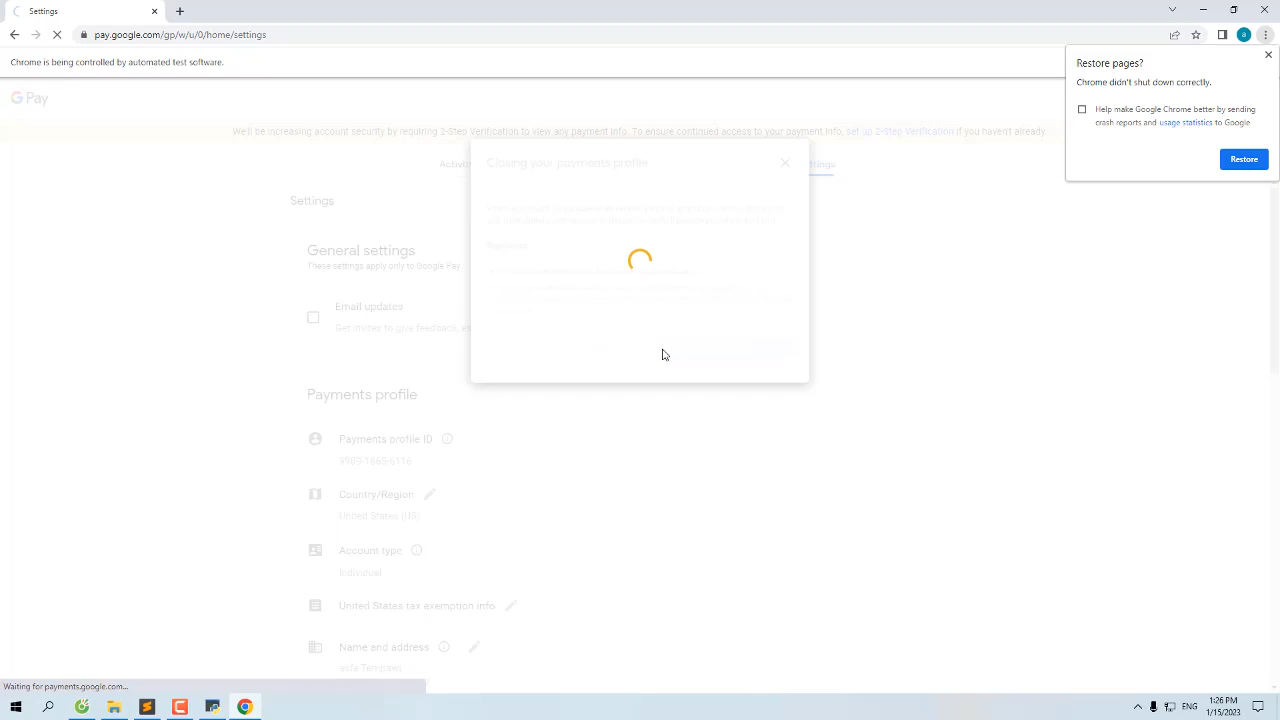 Settings
pay.google.com/gp/w/u/0/home/settings
a
Chrome is being controlled by automated test software.
Restore pages?
Chrome didn't shut down correctly.
Help make Google Chrome better by sending
crash reports and usage statistics to Google
Restore
G Pay
We'll be increasing account security by requiring 2-Step Verification to view any payment info. To ensure continued access to your payment info, set up 2-Step Verification if you haven't already.
Closing your payments profile
Settings
General settings
These settings apply only to Google Pay
Email updates
Get invites to give feedback,
Payments profile
Payments profile ID
Country/Region
United States (US)
Account type
Individual
United States tax exemption info
Name and address
Waiting for payments.google.com...
1:26 PM
1/15/2023